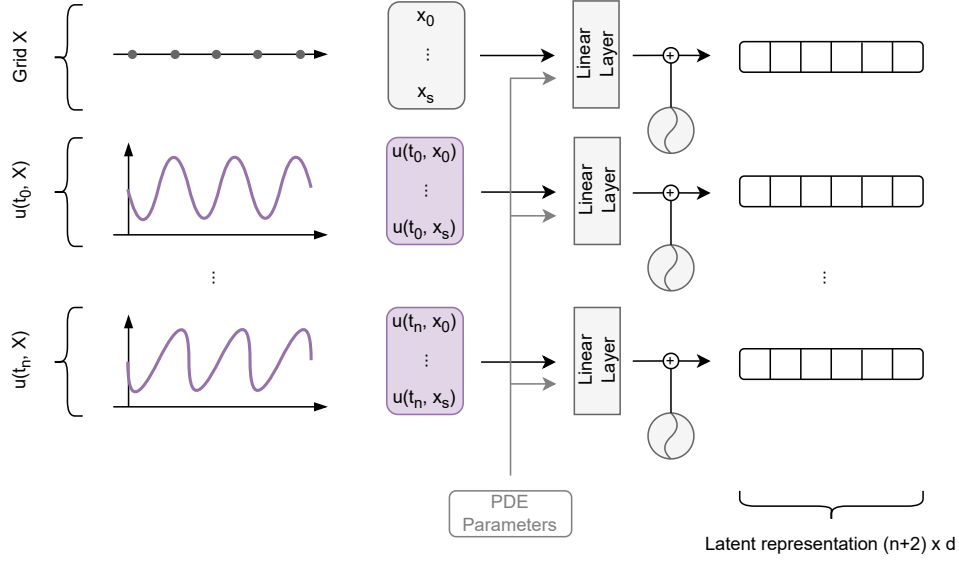 Grid X
x0
⋮
xs
Linear
Layer
+
u(t0, X)
u(t0, x0)
⋮
u(t0, xs)
Linear
Layer
+
⋮
⋮
u(tn, X)
u(tn, x0)
⋮
u(tn, xs)
Linear
Layer
+
PDE
Parameters
Latent representation (n+2) x d